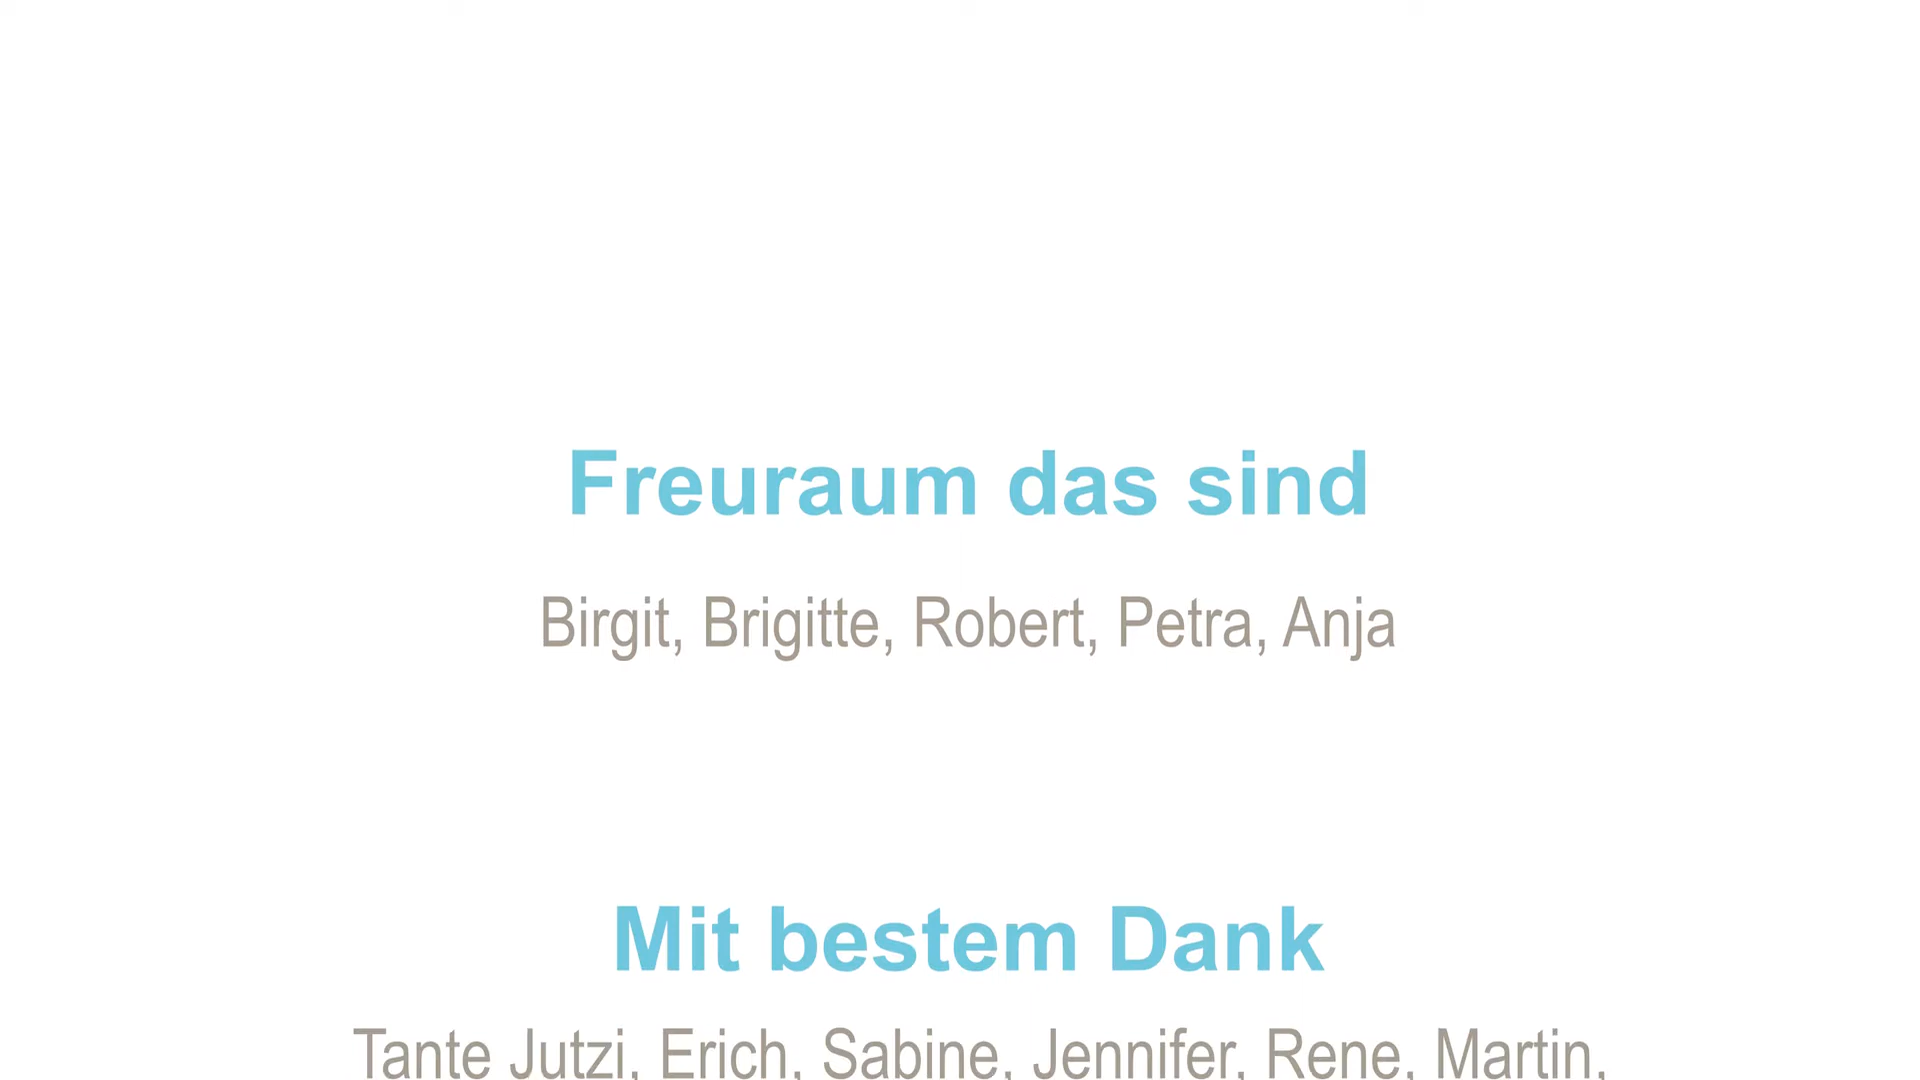 Freuraum das sind
Birgit, Brigitte, Robert, Petra, Anja
Mit bestem Dank
Tante Jutzi, Erich, Sabine, Jennifer, Rene, Martin,